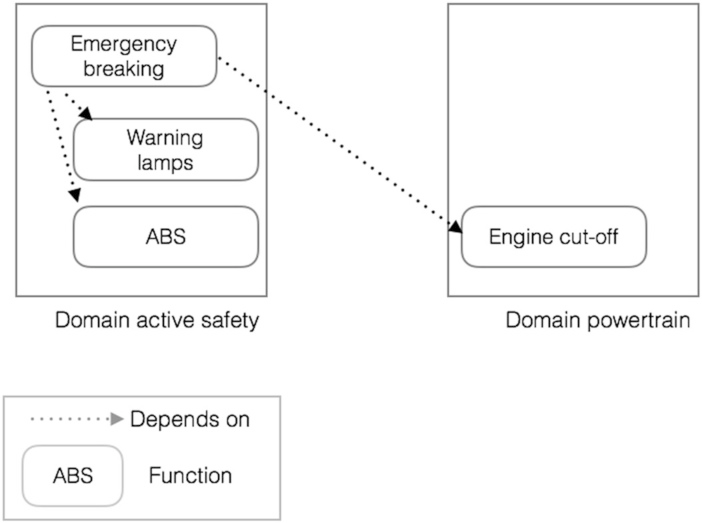 Emergency
breaking
Warning
lamps
ABS
Engine cut-off
Domain active safety
Domain powertrain
Depends on
ABS
Function